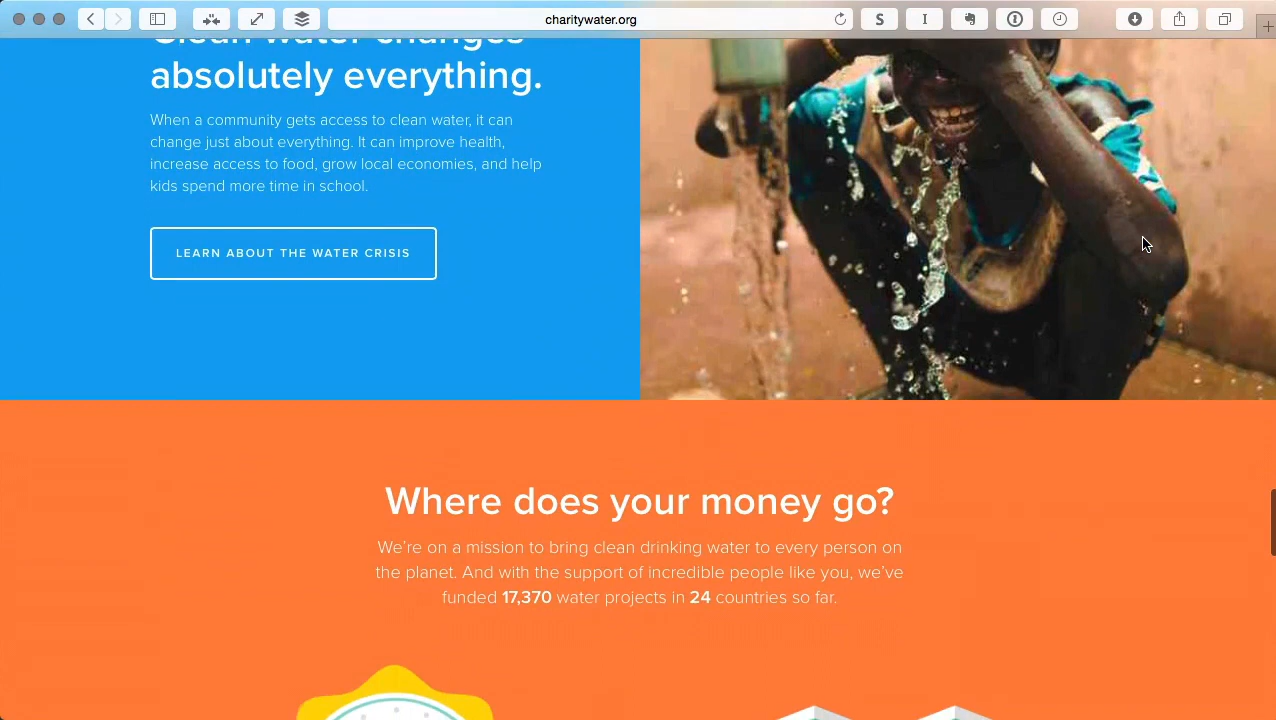 charitywater.org
S
I
Clean water changes
absolutely everything.
When a community gets access to clean water, it can
change just about everything. It can improve health,
increase access to food, grow local economies, and help
kids spend more time in school.
LEARN ABOUT THE WATER CRISIS
Where does your money go?
We're on a mission to bring clean drinking water to every person on
the planet. And with the support of incredible people like you, we've
funded 17,370 water projects in 24 countries so far.